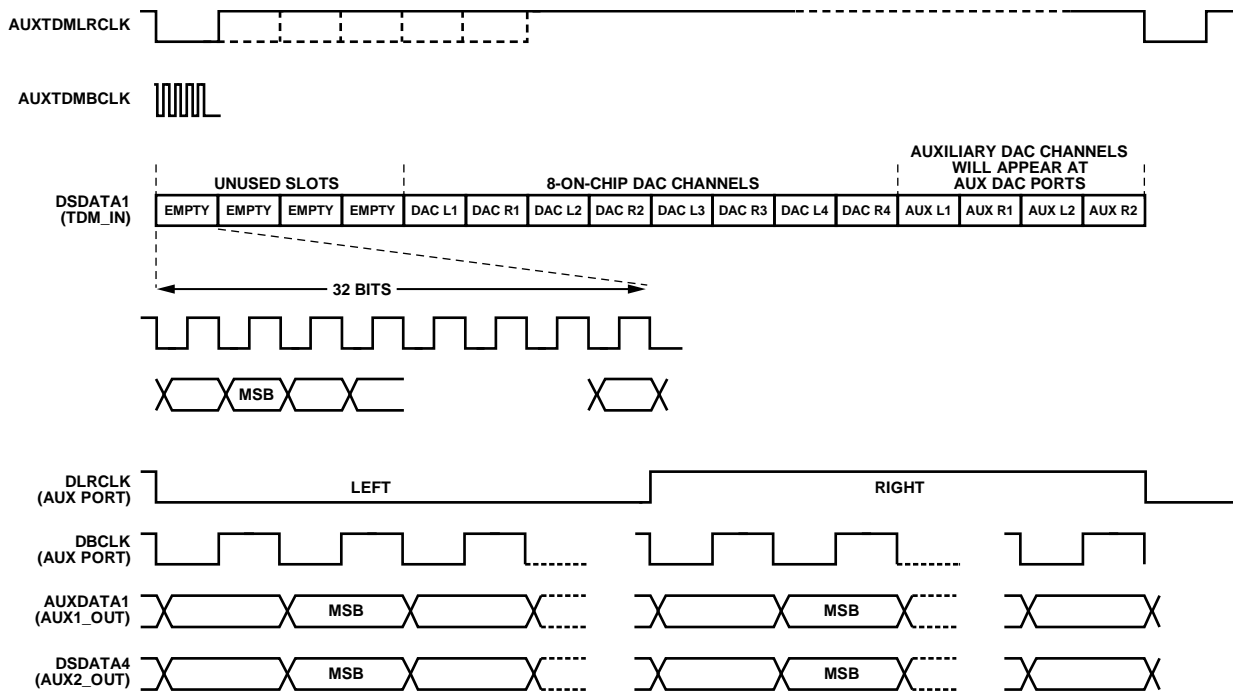 AUXTDMLRCLK
AUXTDMBCLK
AUXILIARY DAC CHANNELS
WILL APPEAR AT
AUX DAC PORTS
UNUSED SLOTS
8-ON-CHIP DAC CHANNELS
DSDATA1
(TDM_IN)
EMPTY EMPTY EMPTY EMPTY DAC L1 DAC R1 DAC L2 DAC R2 DAC L3 DAC R3 DAC L4 DAC R4 AUX L1 AUX R1 AUX L2 AUX R2
32 BITS
MSB
DLRCLK
(AUX PORT)
LEFT
RIGHT
DBCLK
(AUX PORT)
AUXDATA1
(AUX1_OUT)
MSB
MSB
DSDATA4
(AUX2_OUT)
MSB
MSB